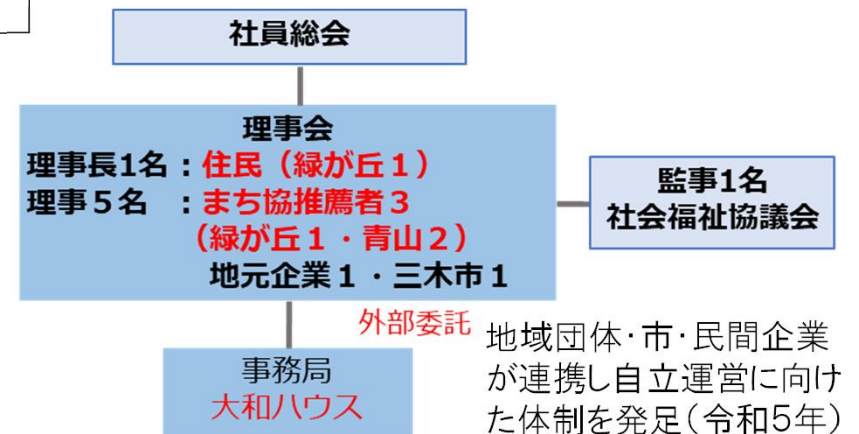 社員総会
理事会
理事長1名：住民（緑が丘１）
理事５名　：まち協推薦者３
（緑が丘１・青山２）
地元企業１・三木市１
監事1名
社会福祉協議会
外部委託
事務局
大和ハウス
地域団体・市・民間企業
が連携し自立運営に向け
た体制を発足（令和5年）